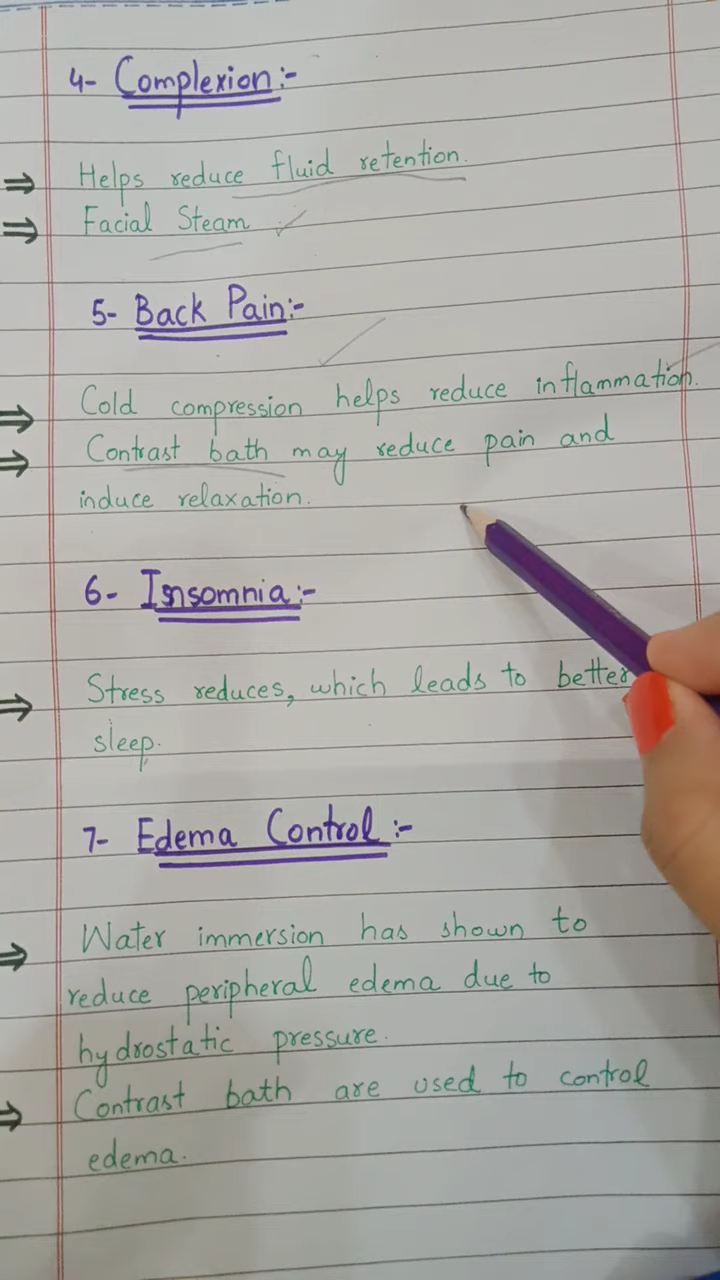 4- Complexion:-
⇒ Helps reduce fluid retention.
⇒ Facial Steam
5- Back Pain:-
⇒ Cold compression helps reduce inflammation.
⇒ Contrast bath may reduce pain and
induce relaxation.
6- Insomnia:-
⇒ Stress reduces, which leads to better
sleep.
7- Edema Control:-
⇒ Water immersion has shown to
reduce peripheral edema due to
hydrostatic pressure.
⇒ Contrast bath are used to control
edema.